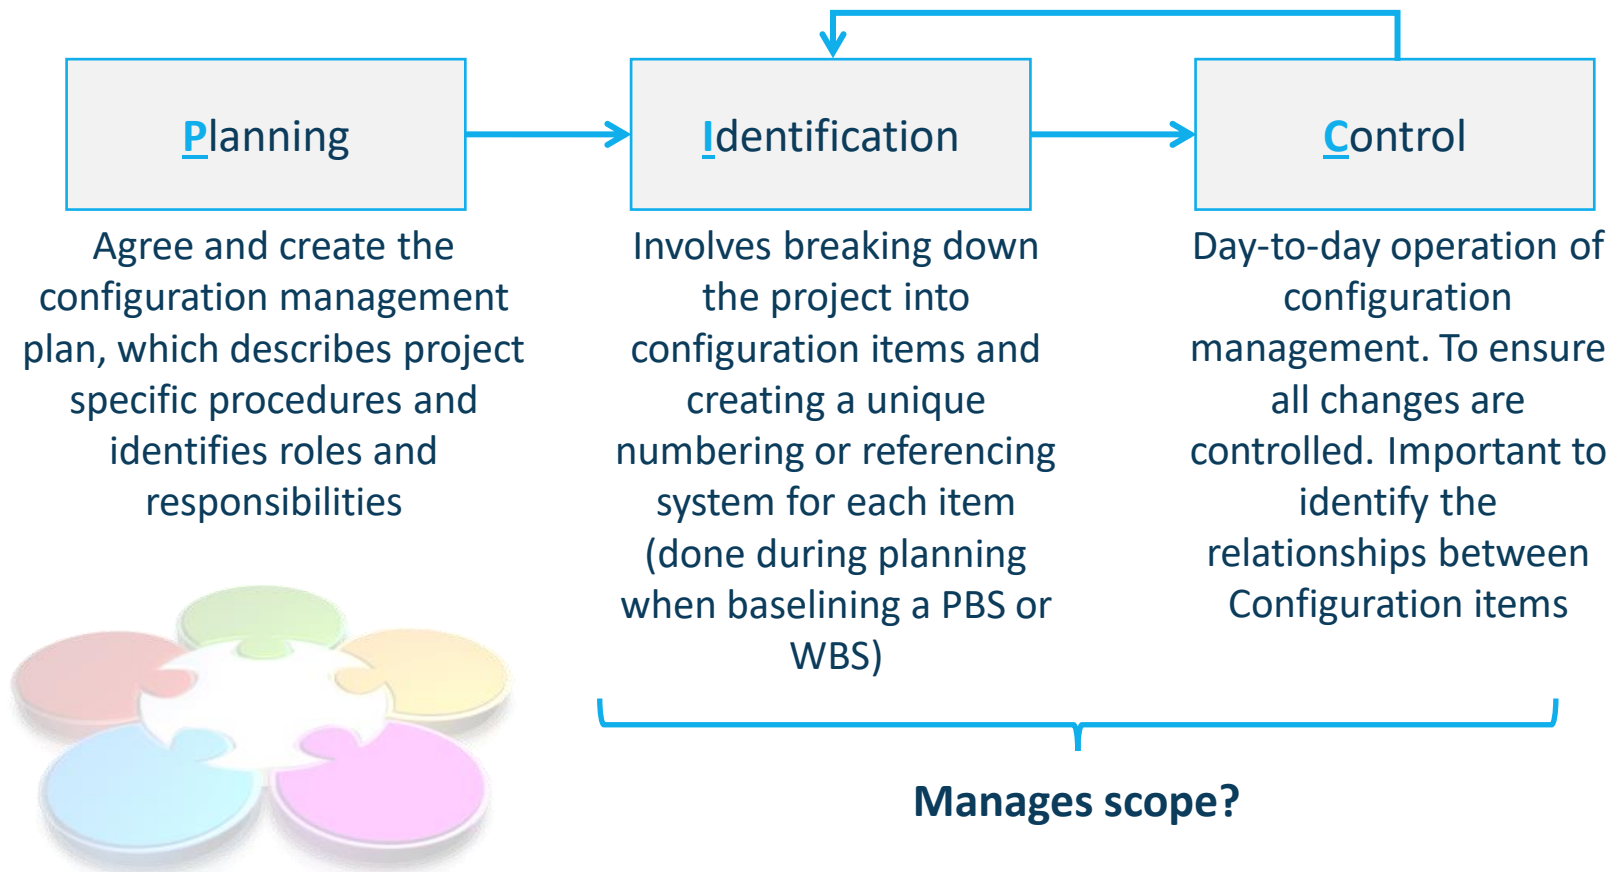 Planning
Identification
Control
Agree and create the
configuration management
plan, which describes project
specific procedures and
identifies roles and
responsibilities
Involves breaking down
the project into
configuration items and
creating a unique
numbering or referencing
system for each item
(done during planning
when baselining a PBS or
WBS)
Day-to-day operation of
configuration
management. To ensure
all changes are
controlled. Important to
identify the
relationships between
Configuration items
Manages scope?